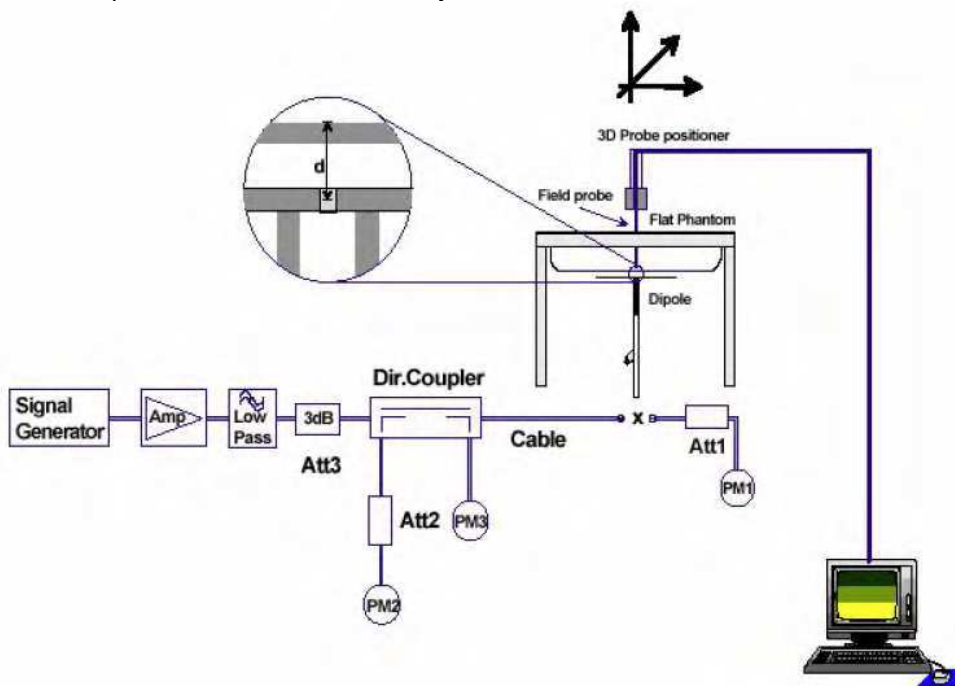 3D Probe positioner
d
Field probe
Flat Phantom
Dipole
Dir.Coupler
Signal
Generator
Amp
Low
Pass
3dB
Att3
Cable
x
Att1
PM1
Att2
PM3
PM2